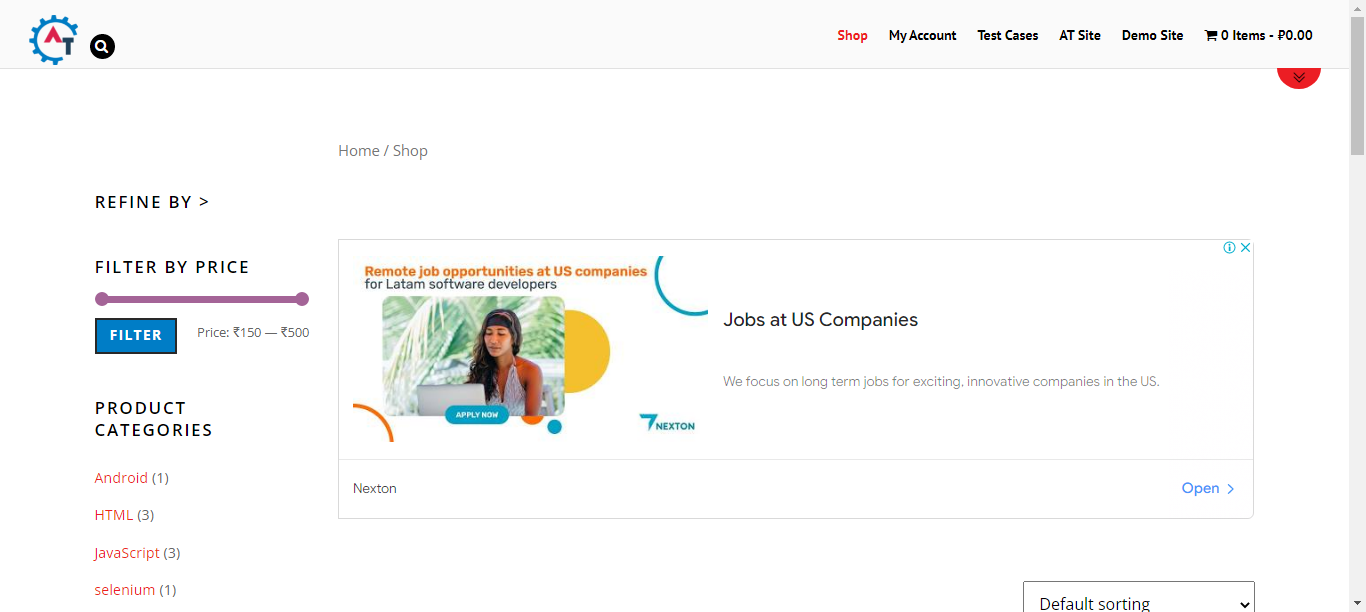 AT
Shop
My Account
Test Cases
AT Site
Demo Site
0 Items - ₽0.00
Home / Shop
REFINE BY >
FILTER BY PRICE
FILTER
Price: ₹150 — ₹500
PRODUCT
CATEGORIES
Android (1)
HTML (3)
JavaScript (3)
selenium (1)
Remote job opportunities at US companies
for Latam software developers
APPLY NOW
NEXTON
Jobs at US Companies
We focus on long term jobs for exciting, innovative companies in the US.
Nexton
Open
Default sorting